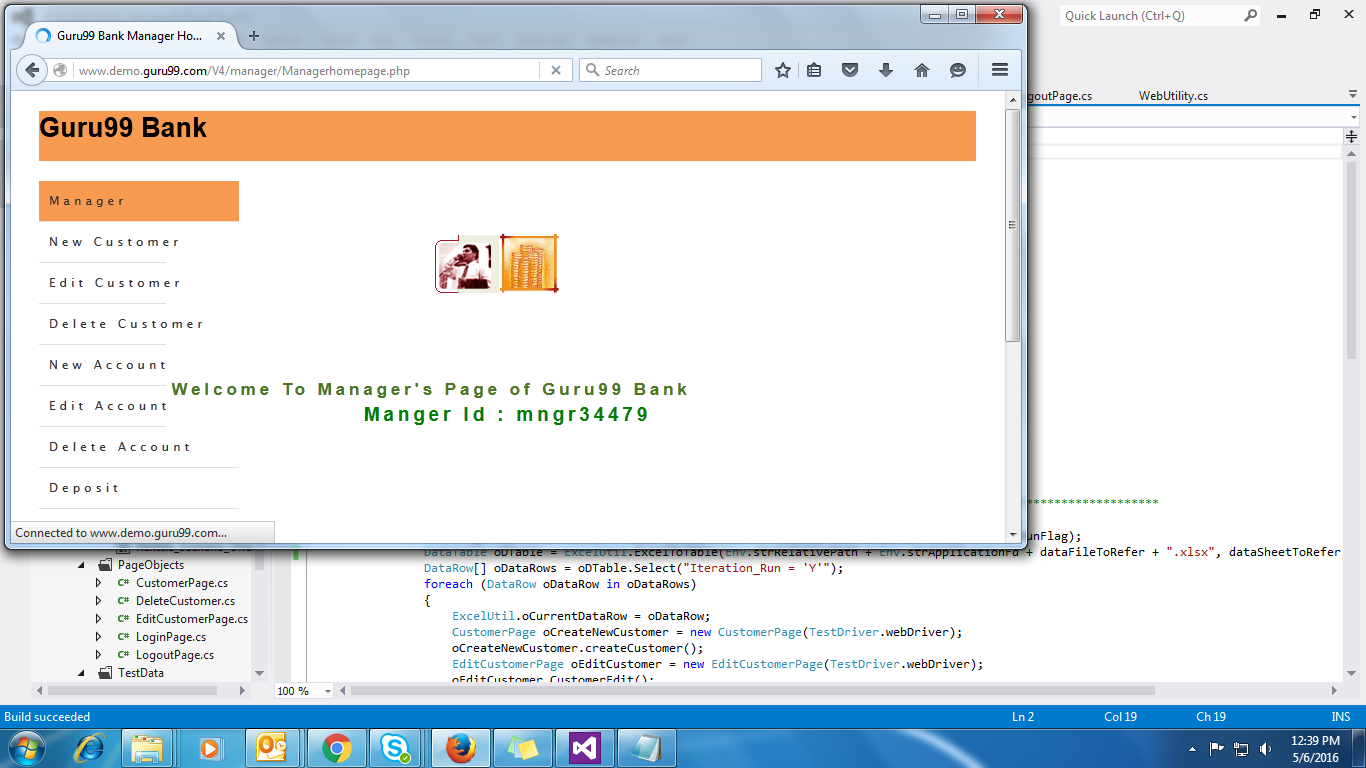 Quick Launch (Ctrl+Q)
Guru99 Bank Manager Ho...
www.demo.guru99.com/V4/manager/Managerhomepage.php
Search
goutPage.cs
WebUtility.cs
Guru99 Bank
Manager
New Customer
Edit Customer
Delete Customer
New Account
Edit Account
Delete Account
Deposit
Welcome To Manager's Page of Guru99 Bank
Manger Id : mngr34479
Connected to www.demo.guru99.com...
unFlag);
DataTable oDTable = ExcelUtil.ExcelToTable(Env.strRelativePath + Env.strApplicationFd + dataFileToRefer + ".xlsx", dataSheetToRefer
DataRow[] oDataRows = oDTable.Select("Iteration_Run = 'Y'");
foreach (DataRow oDataRow in oDataRows)
{
ExcelUtil.oCurrentDataRow = oDataRow;
CustomerPage oCreateNewCustomer = new CustomerPage(TestDriver.webDriver);
oCreateNewCustomer.createCustomer();
EditCustomerPage oEditCustomer = new EditCustomerPage(TestDriver.webDriver);
oEditCustomer.CustomerEdit();
PageObjects
CustomerPage.cs
DeleteCustomer.cs
EditCustomerPage.cs
LoginPage.cs
LogoutPage.cs
TestData
100 %
Build succeeded
Ln 2
Col 19
Ch 19
INS
12:39 PM
5/6/2016